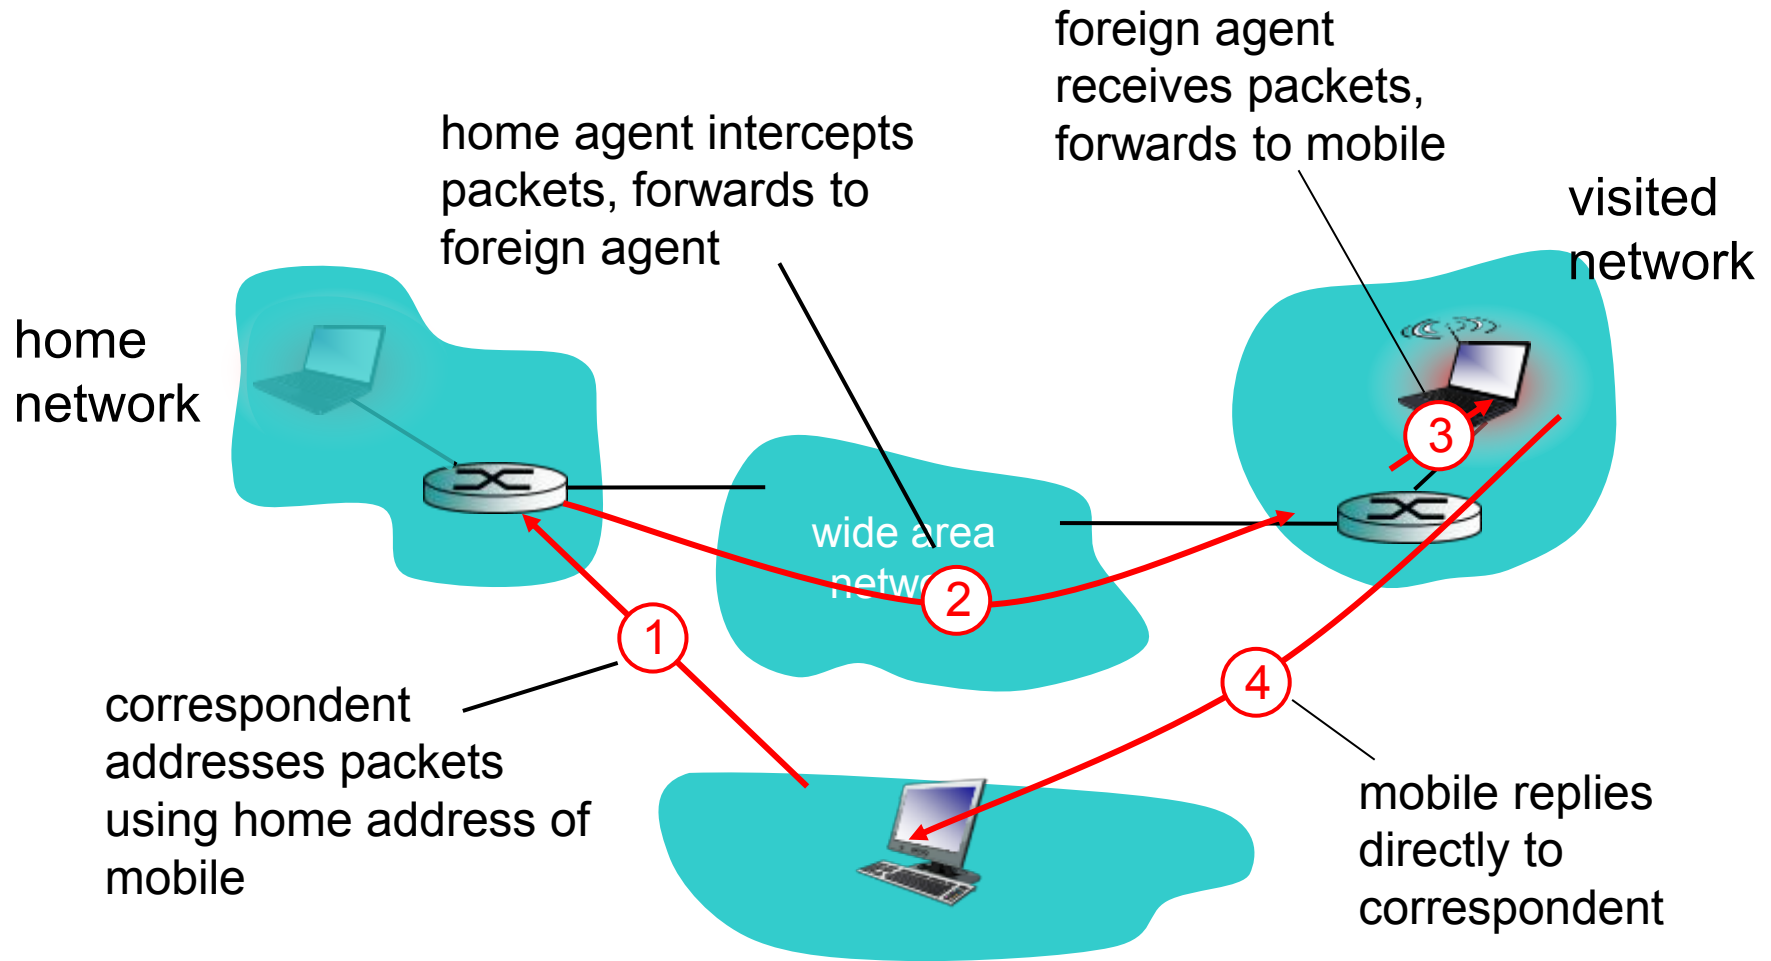 foreign agent
receives packets,
forwards to mobile
home agent intercepts
packets, forwards to
foreign agent
visited
network
home
network
wide area
network
3
2
1
4
correspondent
addresses packets
using home address of
mobile
mobile replies
directly to
correspondent